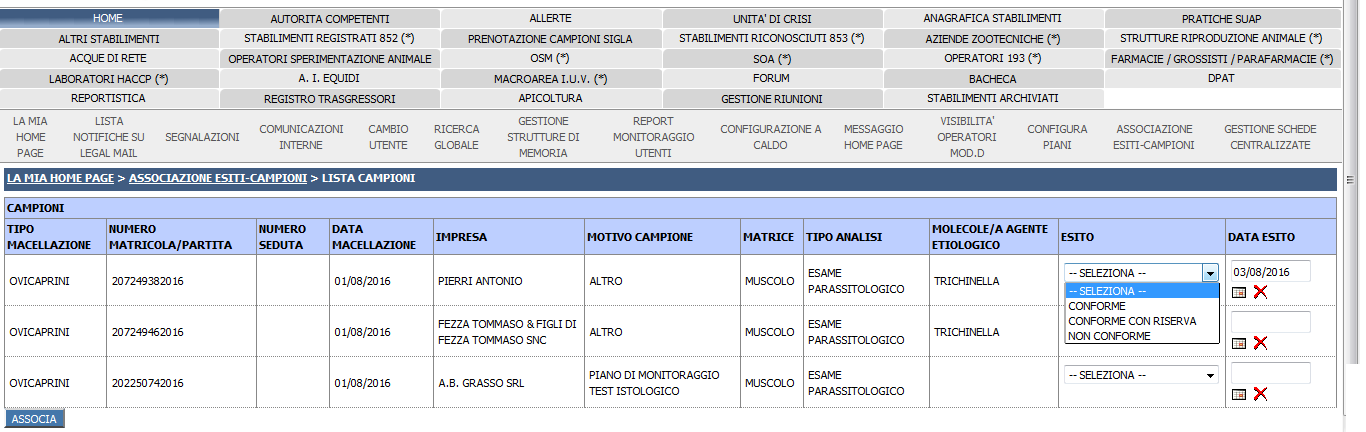 HOME AUTORITA COMPETENTI ALLERTE UNITA' DI CRISI ANAGRAFICA STABILIMENTI PRATICHE SUAP
ALTRI STABILIMENTI STABILIMENTI REGISTRATI 852 (*) PRENOTAZIONE CAMPIONI SIGLA STABILIMENTI RICONOSCIUTI 853 (*) AZIENDE ZOOTECNICHE (*) STRUTTURE RIPRODUZIONE ANIMALE (*)
ACQUE DI RETE OPERATORI SPERIMENTAZIONE ANIMALE OSM (*) SOA (*) OPERATORI 193 (*) FARMACIE / GROSSISTI / PARAFARMACIE (*)
LABORATORI HACCP (*) A. I. EQUIDI MACROAREA I.U.V. (*) FORUM BACHECA DPAT
REPORTISTICA REGISTRO TRASGRESSORI APICOLTURA GESTIONE RIUNIONI STABILIMENTI ARCHIVIATI
LA MIA
HOME
PAGE
LISTA
NOTIFICHE SU
LEGAL MAIL
SEGNALAZIONI
COMUNICAZIONI
INTERNE
CAMBIO
UTENTE
RICERCA
GLOBALE
GESTIONE
STRUTTURE DI
MEMORIA
REPORT
MONITORAGGIO
UTENTI
CONFIGURAZIONE A
CALDO
MESSAGGIO
HOME PAGE
VISIBILITA'
OPERATORI
MOD.D
CONFIGURA
PIANI
ASSOCIAZIONE
ESITI-CAMPIONI
GESTIONE SCHEDE
CENTRALIZZATE
LA MIA HOME PAGE > ASSOCIAZIONE ESITI-CAMPIONI > LISTA CAMPIONI
CAMPIONI
TIPO
MACELLAZIONE
NUMERO
MATRICOLA/PARTITA
NUMERO
SEDUTA
DATA
MACELLAZIONE
IMPRESA
MOTIVO CAMPIONE
MATRICE
TIPO ANALISI
MOLECOLE/A AGENTE
ETIOLOGICO
ESITO
DATA ESITO
OVICAPRINI
207249382016
01/08/2016
PIERRI ANTONIO
ALTRO
MUSCOLO
ESAME
PARASSITOLOGICO
TRICHINELLA
-- SELEZIONA --
-- SELEZIONA --
CONFORME
CONFORME CON RISERVA
NON CONFORME
03/08/2016
OVICAPRINI
207249462016
01/08/2016
FEZZA TOMMASO & FIGLI DI
FEZZA TOMMASO SNC
ALTRO
MUSCOLO
ESAME
PARASSITOLOGICO
TRICHINELLA
OVICAPRINI
202250742016
01/08/2016
A.B. GRASSO SRL
PIANO DI MONITORAGGIO
TEST ISTOLOGICO
MUSCOLO
ESAME
PARASSITOLOGICO
-- SELEZIONA --
ASSOCIA